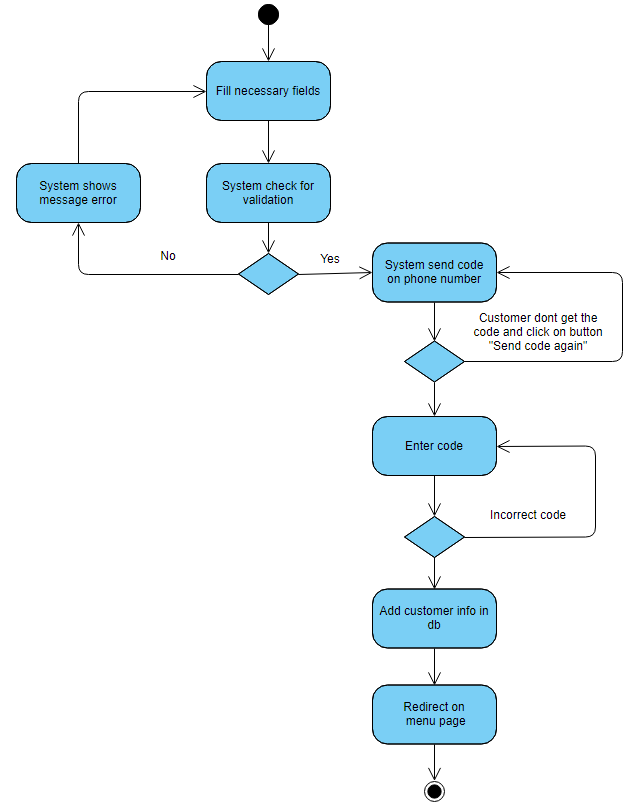 Fill necessary fields
System shows
message error
System check for
validation
No
Yes
System send code
on phone number
Customer dont get the
code and click on button
"Send code again"
Enter code
Incorrect code
Add customer info in
db
Redirect on
menu page